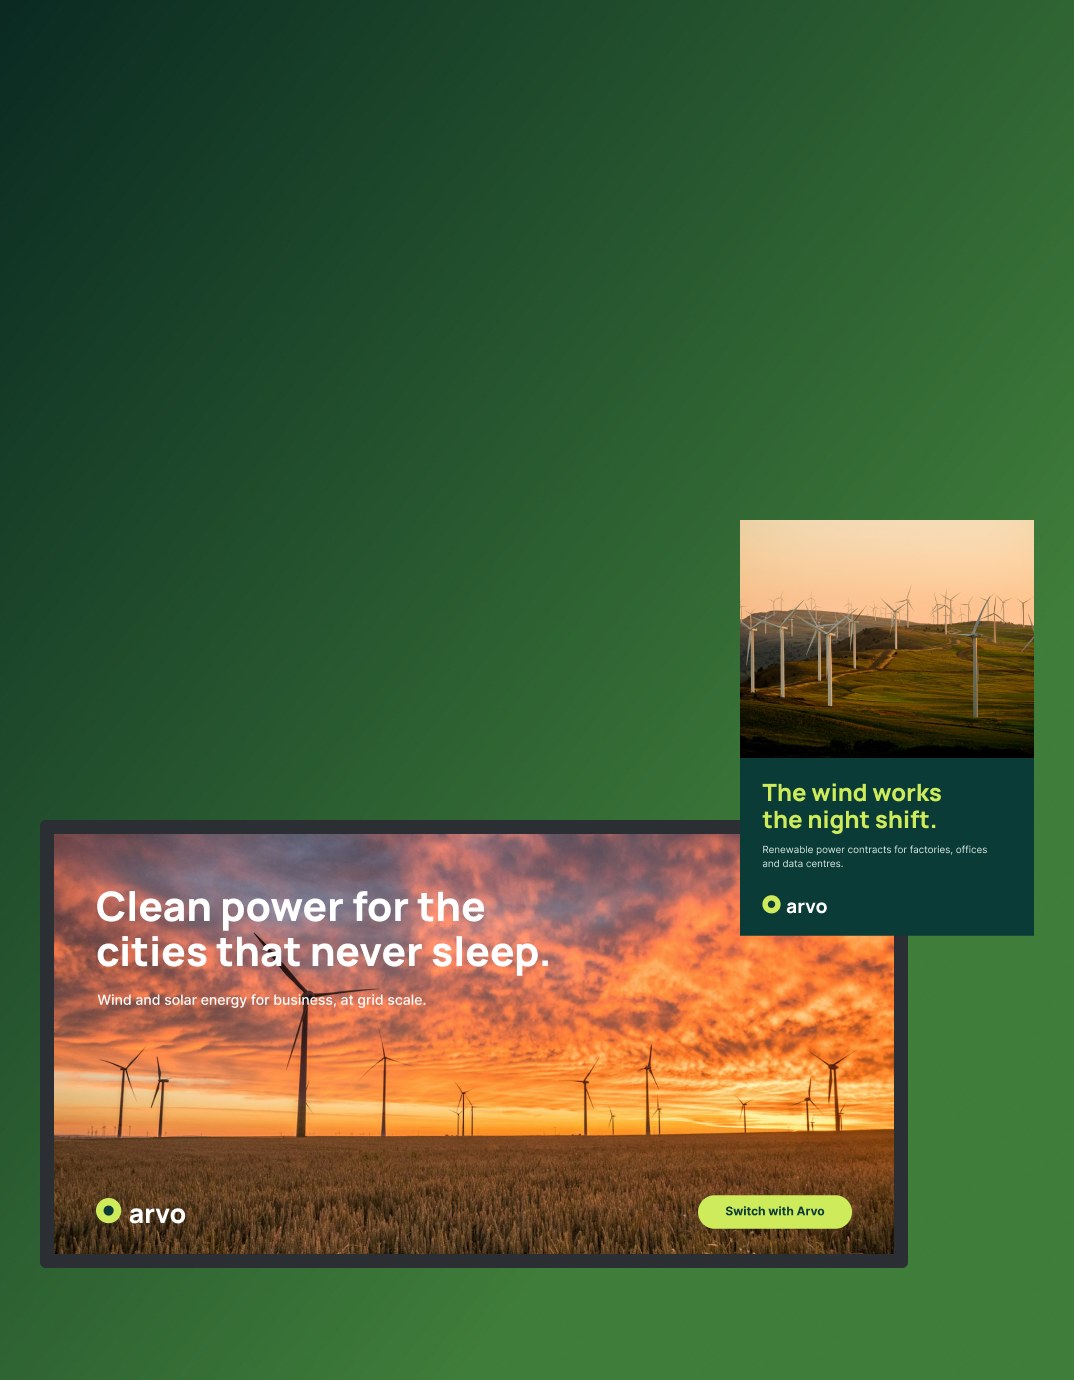 The wind works
the night shift.
Renewable power contracts for factories, offices
and data centres.
arvo
Clean power for the
cities that never sleep.
Wind and solar energy for business, at grid scale.
arvo
Switch with Arvo